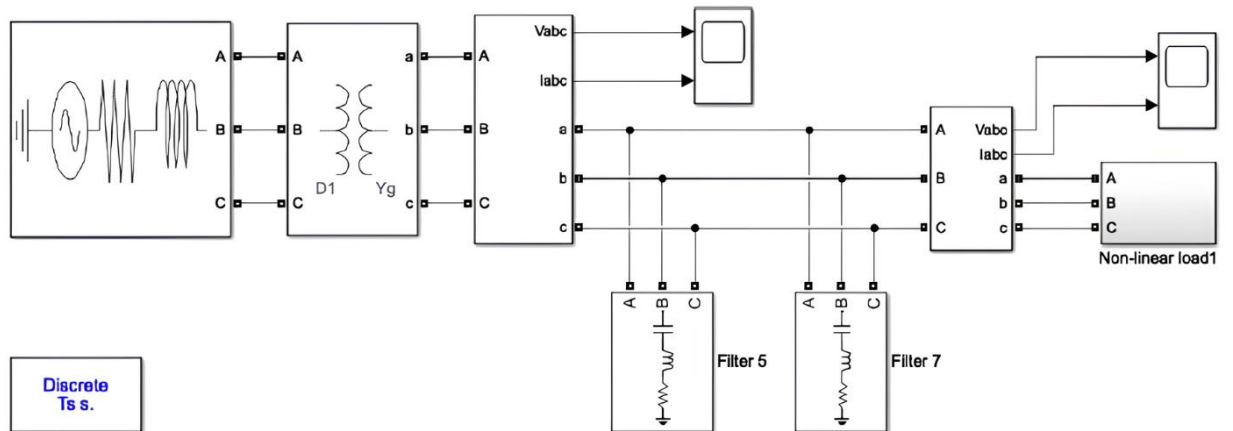 A
B
C
A
B
C
D1 Yg
a
b
c
A
B
C
Vabc
Iabc
a
b
c
A
B
C
Vabc
Iabc
a
b
c
A
B
C
Non-linear load1
A B C
Filter 5
A B C
Filter 7
Discrete
Ts s.